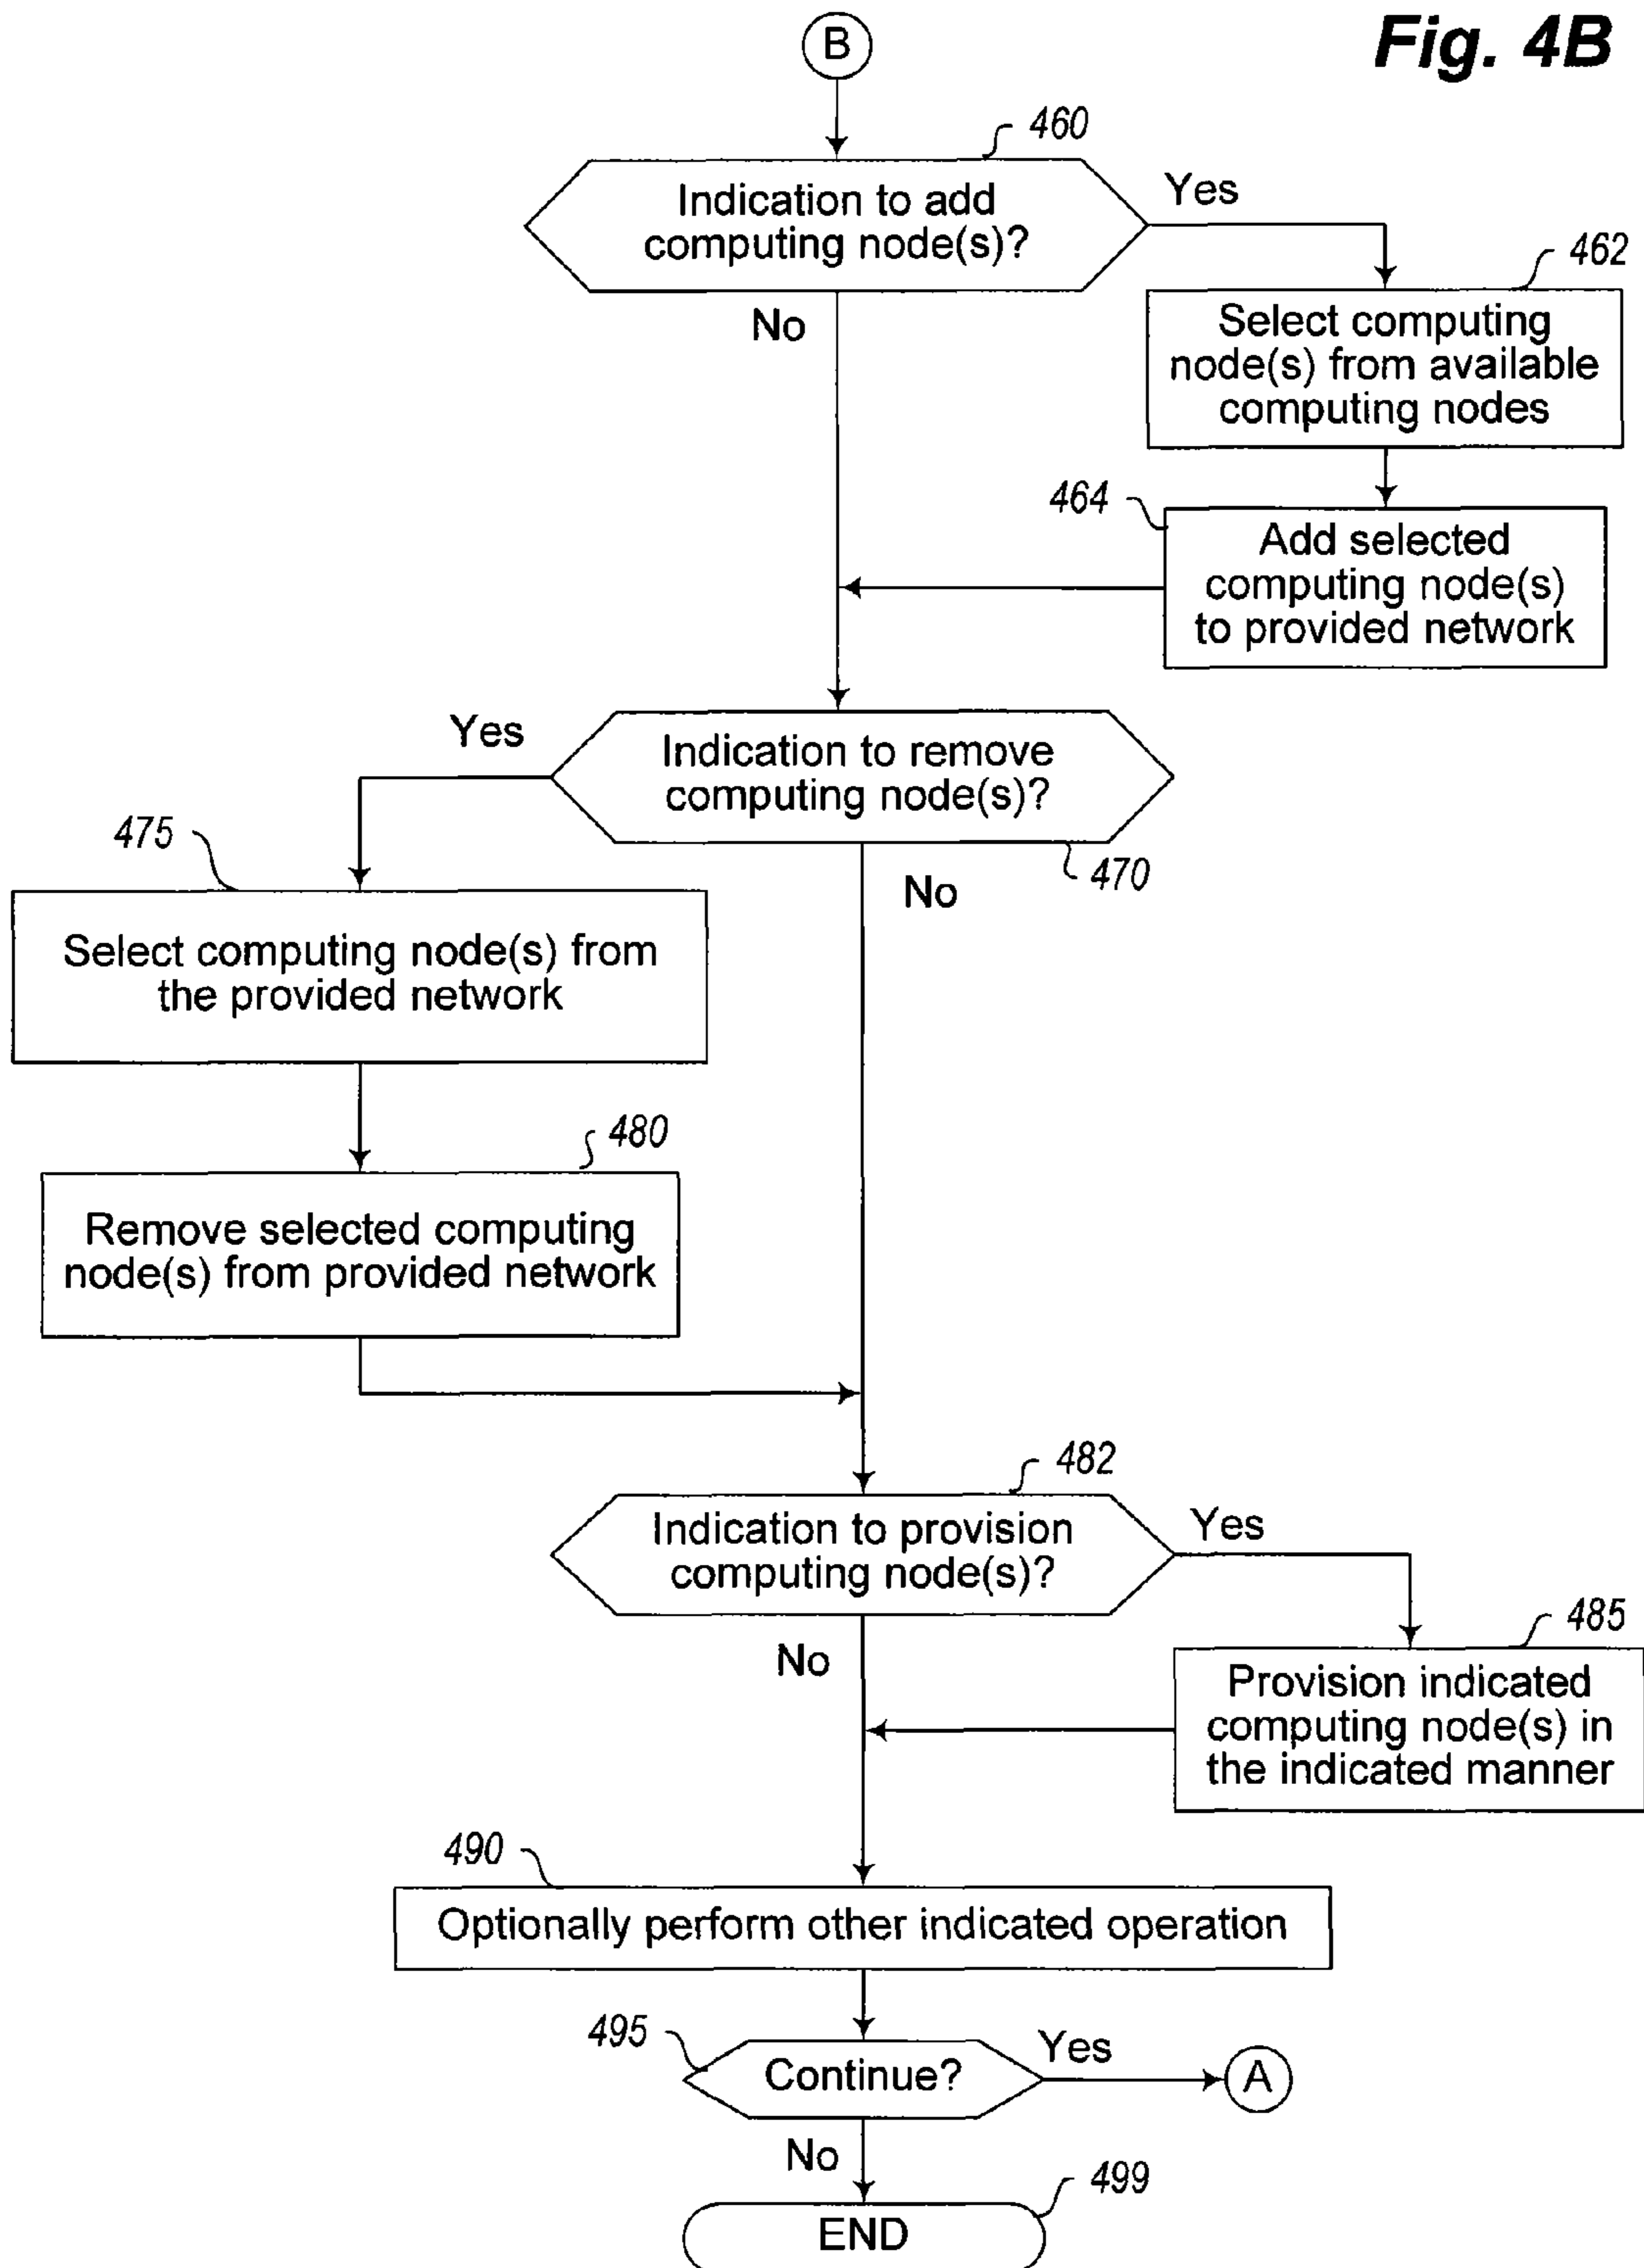 Fig. 4B
B
460
Indication to add
computing node(s)?
Yes
No
462
Select computing
node(s) from available
computing nodes
464
Add selected
computing node(s)
to provided network
Yes
Indication to remove
computing node(s)?
470
No
475
Select computing node(s) from
the provided network
480
Remove selected computing
node(s) from provided network
482
Indication to provision
computing node(s)?
Yes
No
485
Provision indicated
computing node(s) in
the indicated manner
490
Optionally perform other indicated operation
495
Continue?
Yes
A
No
499
END